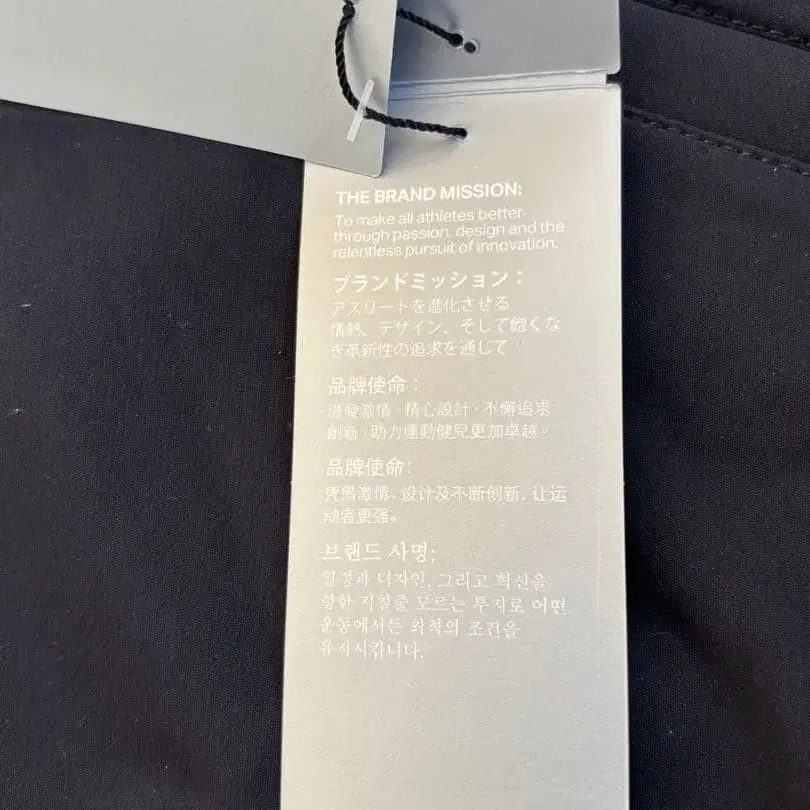 THE BRAND MISSION:
To make all athletes better
through passion, design and the
relentless pursuit of innovation.
ブランドミッション：
アスリートを進化させる
情熱、デザイン、そして飽くな
き革新性の追求を通じて
品牌使命：
迸發激情，精心設計，不懈追求
創新，助力運動健兒更加卓越。
品牌使命：
凭借激情、设计及不断创新，让运
动者更强。
브랜드 사명:
열정과 디자인, 그리고 혁신을
향한 지칠줄 모르는 투지로 어떤
운동에서든 최적의 조건을
유지시킵니다.